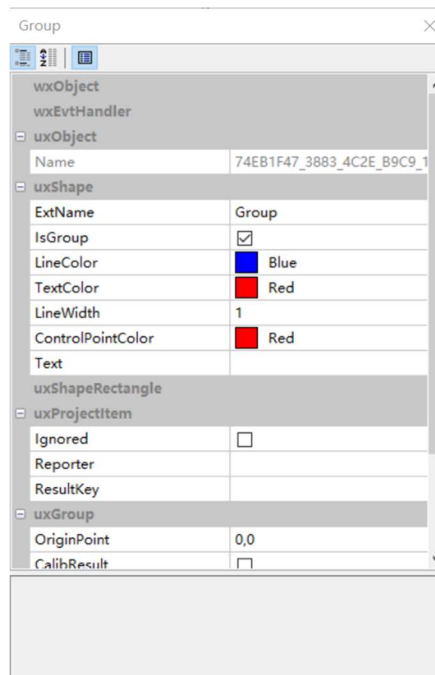 Group
wxObject
wxEvtHandler
uxObject
Name 74EB1F47_3883_4C2E_B9C9_1
uxShape
ExtName Group
IsGroup
LineColor Blue
TextColor Red
LineWidth 1
ControlPointColor Red
Text
uxShapeRectangle
uxProjectItem
Ignored
Reporter
ResultKey
uxGroup
OriginPoint 0,0
CalibResult